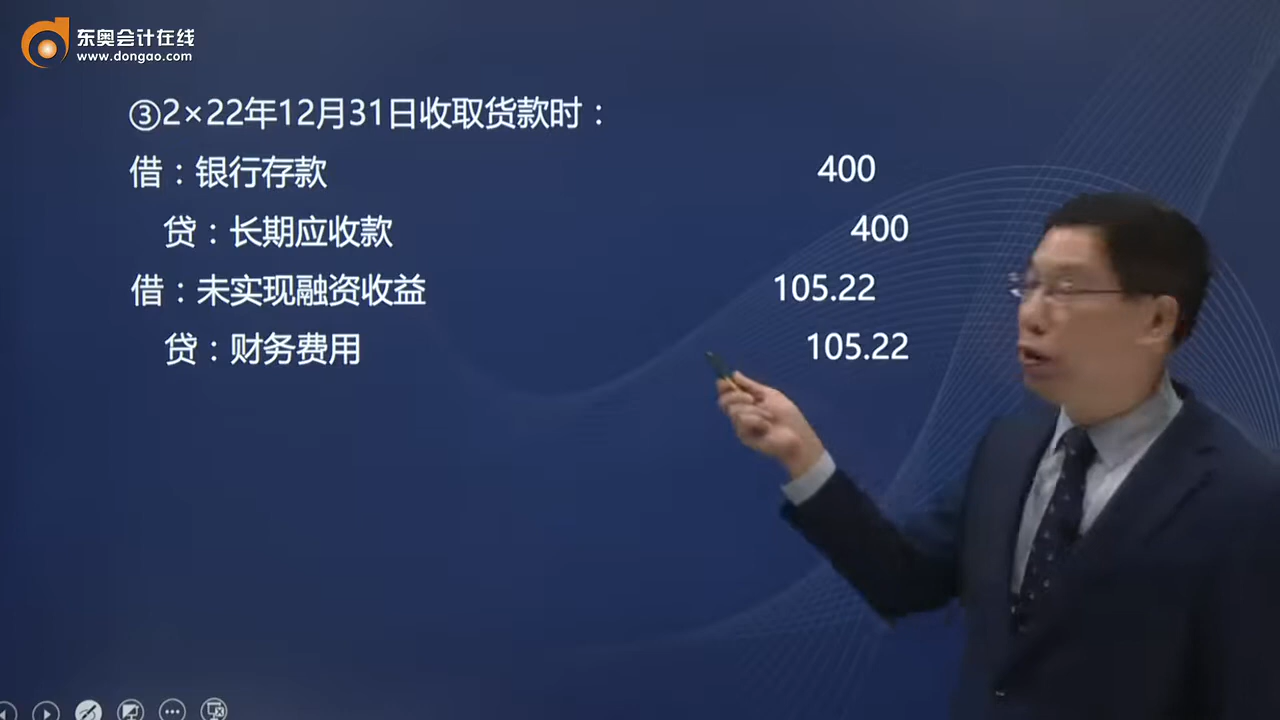 东奥会计在线
www.dongao.com
③2×22年12月31日收取货款时：
借：银行存款 400
贷：长期应收款 400
借：未实现融资收益 105.22
贷：财务费用 105.22